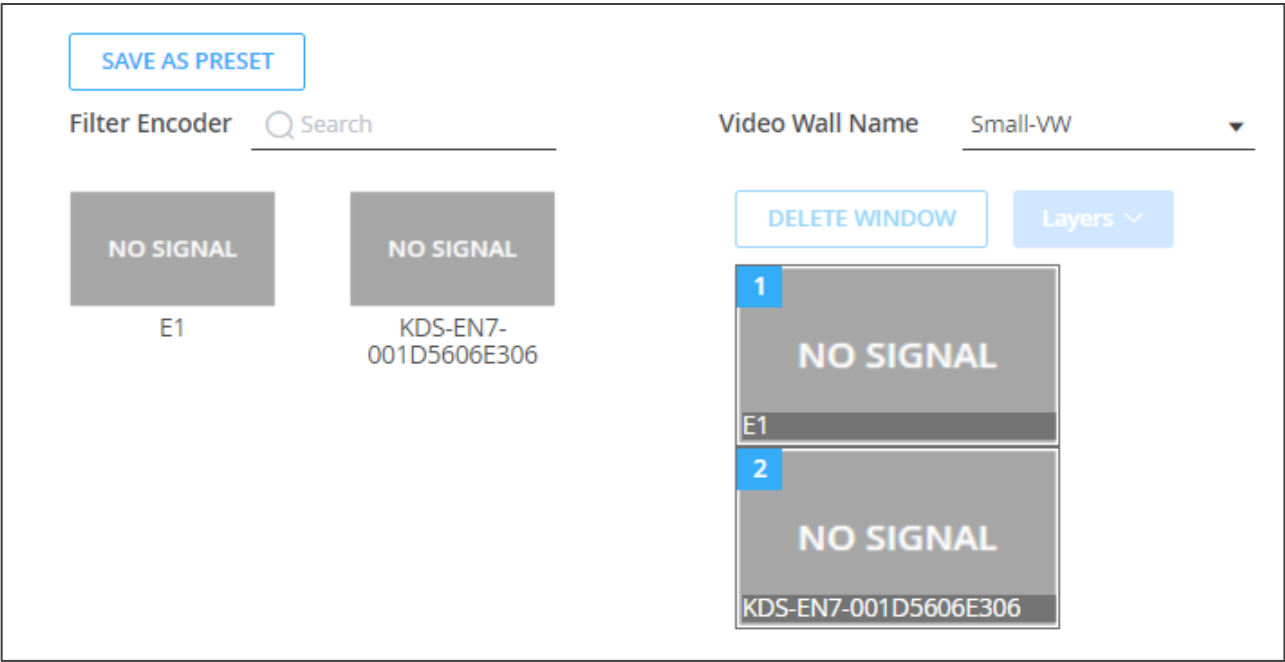 SAVE AS PRESET
Filter Encoder Search
Video Wall Name Small-VW
NO SIGNAL
E1
NO SIGNAL
KDS-EN7-
001D5606E306
DELETE WINDOW Layers
1
NO SIGNAL
E1
2
NO SIGNAL
KDS-EN7-001D5606E306